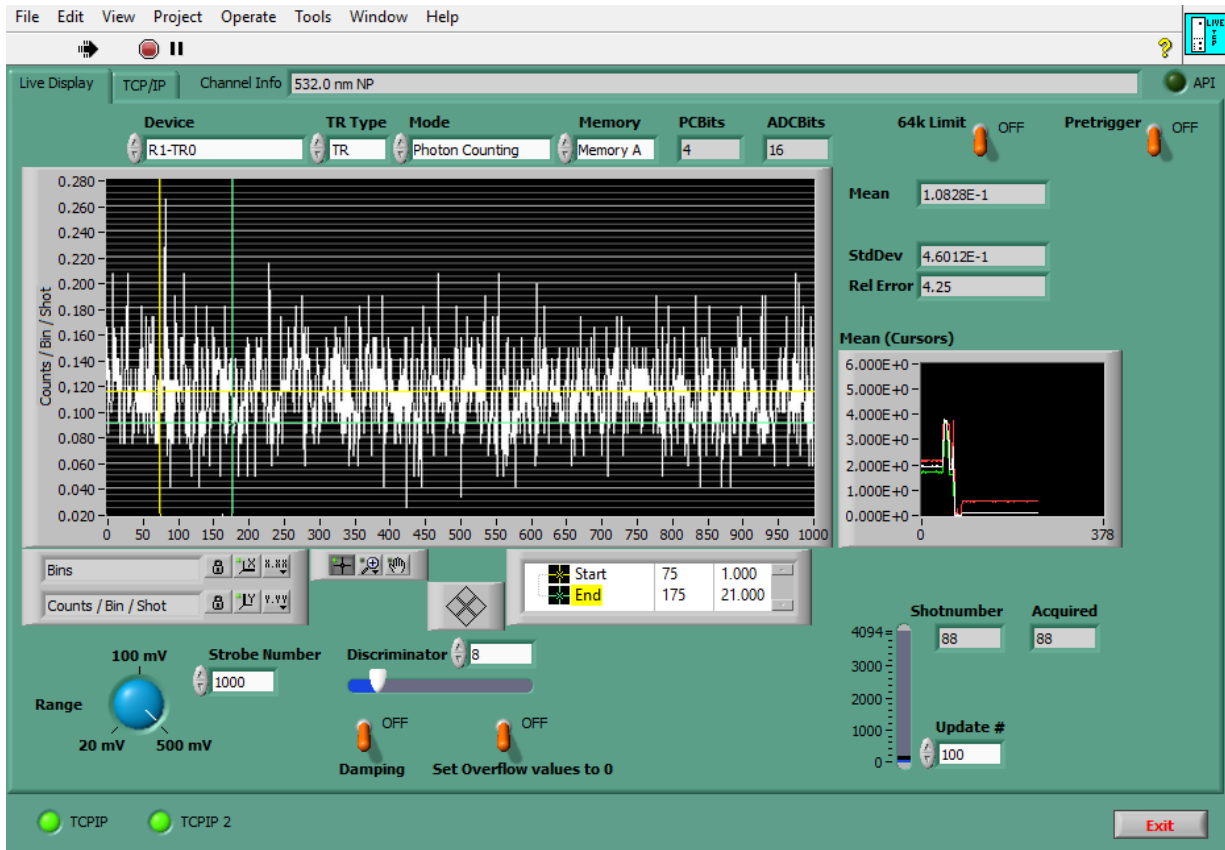 File Edit View Project Operate Tools Window Help
LIVE
TCP
Live Display TCP/IP Channel Info 532.0 nm NP API
Device TR Type Mode Memory PCBits ADCBits 64k Limit OFF Pretrigger OFF
R1-TR0 TR Photon Counting Memory A 4 16
Mean 1.0828E-1
StdDev 4.6012E-1
Rel Error 4.25
Counts / Bin / Shot
0.280
0.260
0.240
0.220
0.200
0.180
0.160
0.140
0.120
0.100
0.080
0.060
0.040
0.020
0 50 100 150 200 250 300 350 400 450 500 550 600 650 700 750 800 850 900 950 1000
Mean (Cursors)
6.000E+0
5.000E+0
4.000E+0
3.000E+0
2.000E+0
1.000E+0
0.000E+0
0 378
Bins X X.XX
Counts / Bin / Shot Y Y.YY
Start 75 1.000
End 175 21.000
Shotnumber Acquired
88 88
4094
3000
2000
1000
0
Update #
100
Range 100 mV
20 mV 500 mV
Strobe Number
1000
Discriminator 8
OFF OFF
Damping Set Overflow values to 0
TCPIP TCPIP 2 Exit